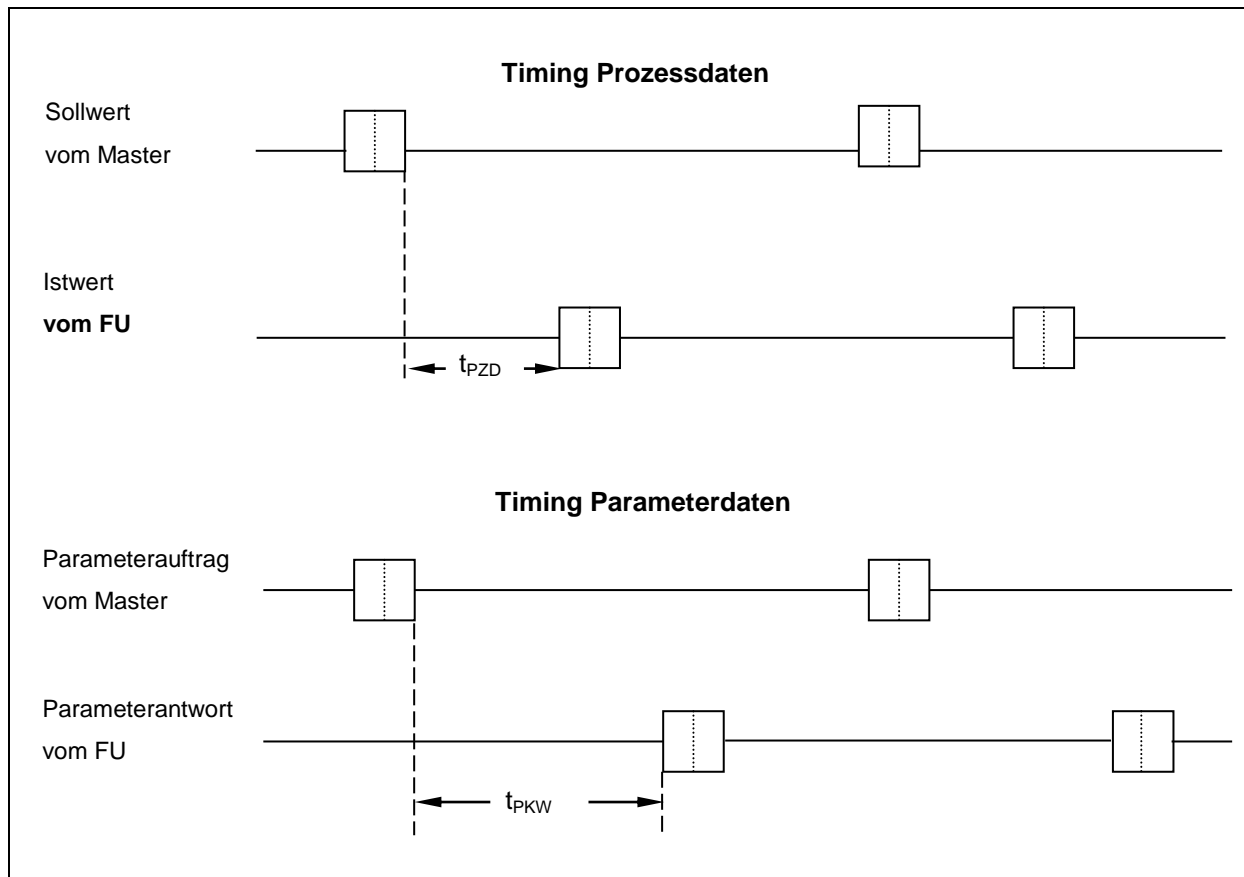 Timing Prozessdaten
Sollwert
vom Master
Istwert
vom FU
tPZD
Timing Parameterdaten
Parameterauftrag
vom Master
Parameterantwort
vom FU
tPKW